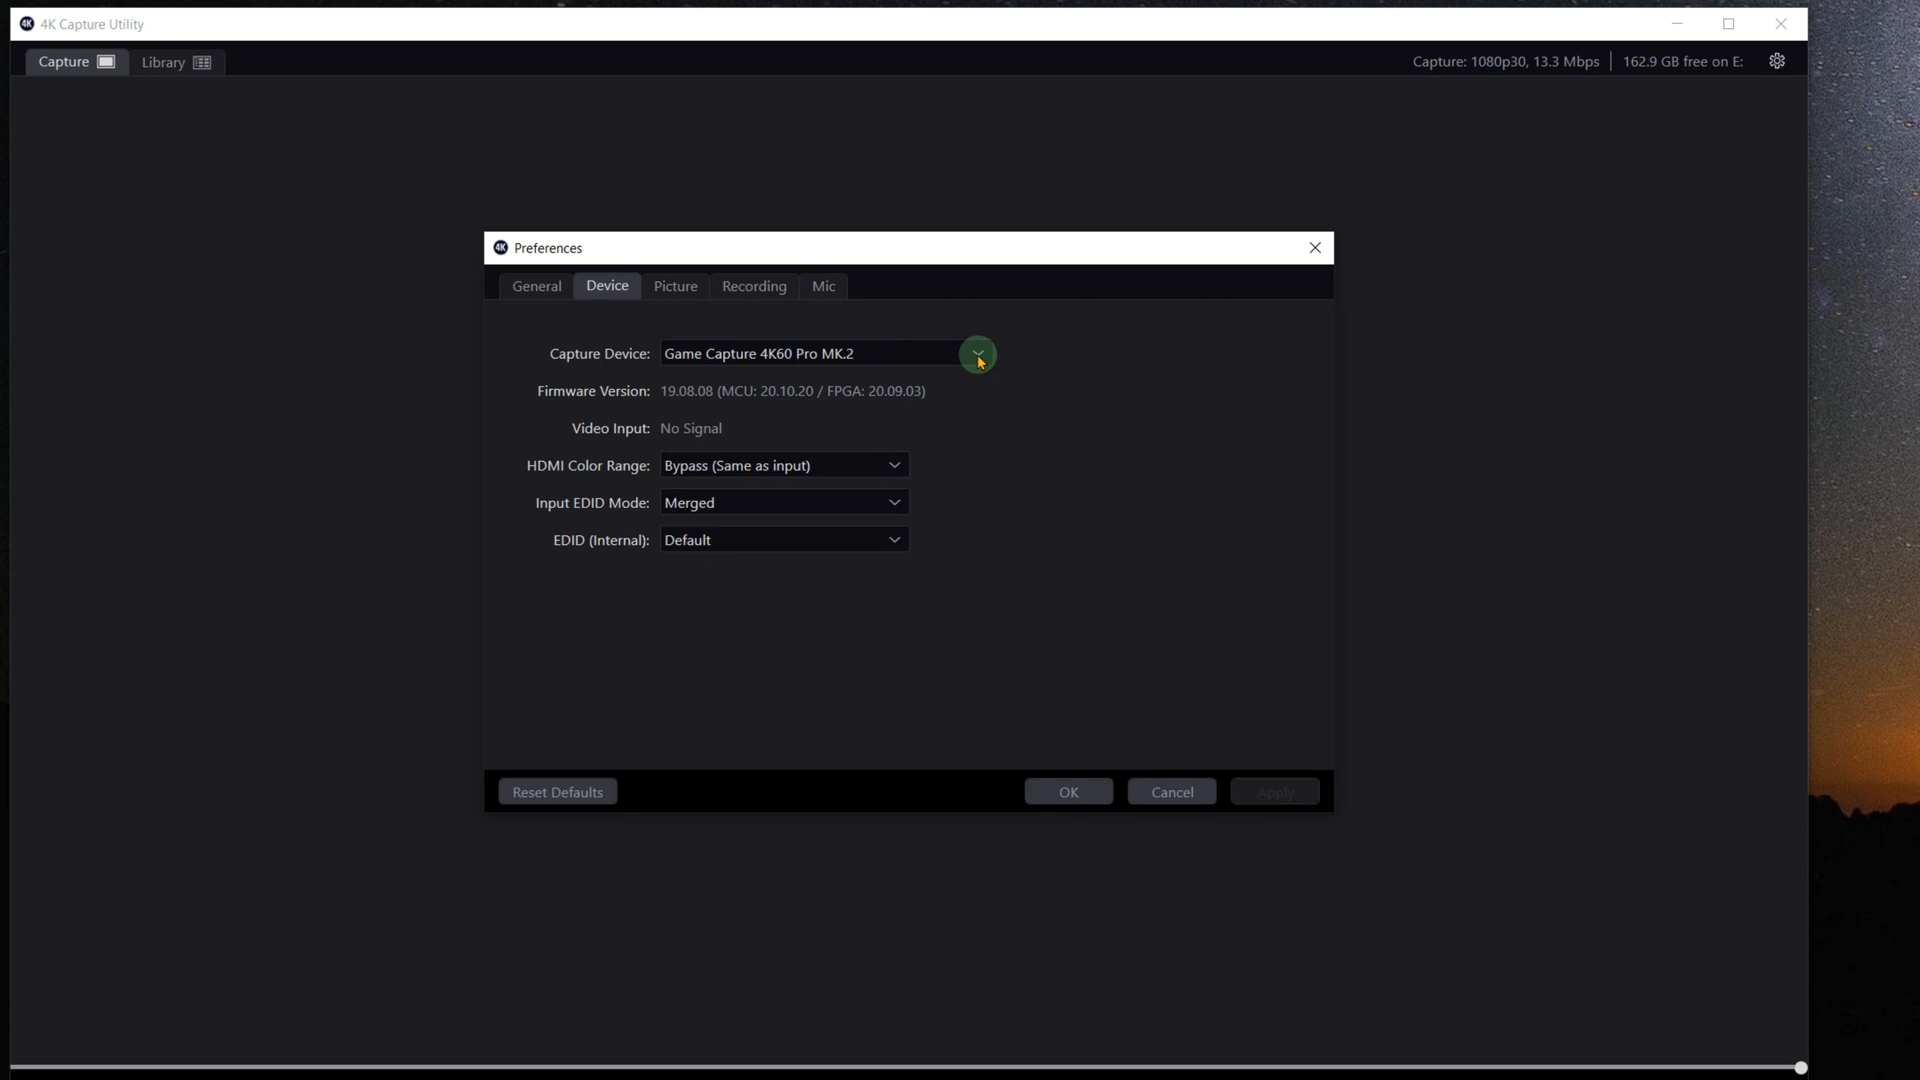 4K 4K Capture Utility
Capture Library Capture: 1080p30, 13.3 Mbps 162.9 GB free on E:
4K Preferences
General Device Picture Recording Mic
Capture Device: Game Capture 4K60 Pro MK.2
Firmware Version: 19.08.08 (MCU: 20.10.20 / FPGA: 20.09.03)
Video Input: No Signal
HDMI Color Range: Bypass (Same as input)
Input EDID Mode: Merged
EDID (Internal): Default
Reset Defaults OK Cancel Apply